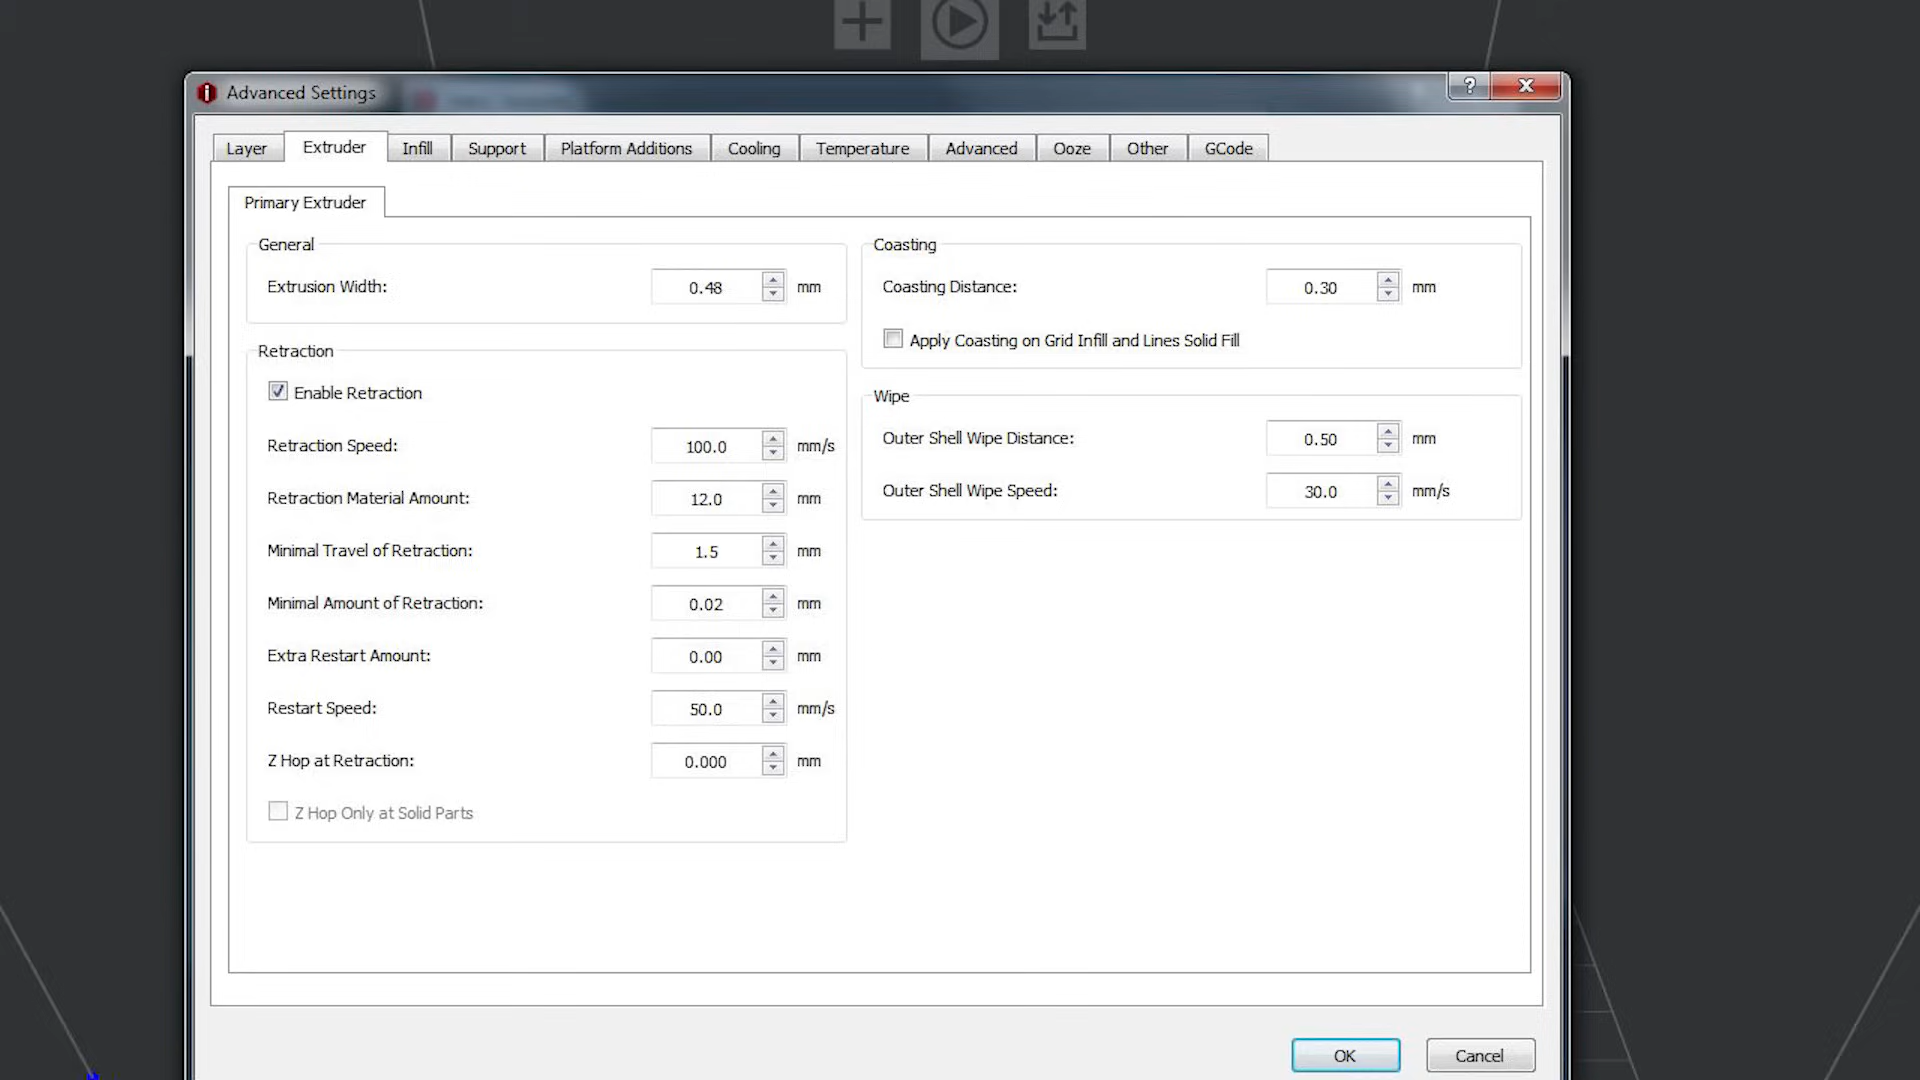 Advanced Settings
?
Layer Extruder Infill Support Platform Additions Cooling Temperature Advanced Ooze Other GCode
Primary Extruder
General
Extrusion Width: 0.48 mm
Retraction
Enable Retraction
Retraction Speed: 100.0 mm/s
Retraction Material Amount: 12.0 mm
Minimal Travel of Retraction: 1.5 mm
Minimal Amount of Retraction: 0.02 mm
Extra Restart Amount: 0.00 mm
Restart Speed: 50.0 mm/s
Z Hop at Retraction: 0.000 mm
Z Hop Only at Solid Parts
Coasting
Coasting Distance: 0.30 mm
Apply Coasting on Grid Infill and Lines Solid Fill
Wipe
Outer Shell Wipe Distance: 0.50 mm
Outer Shell Wipe Speed: 30.0 mm/s
OK Cancel